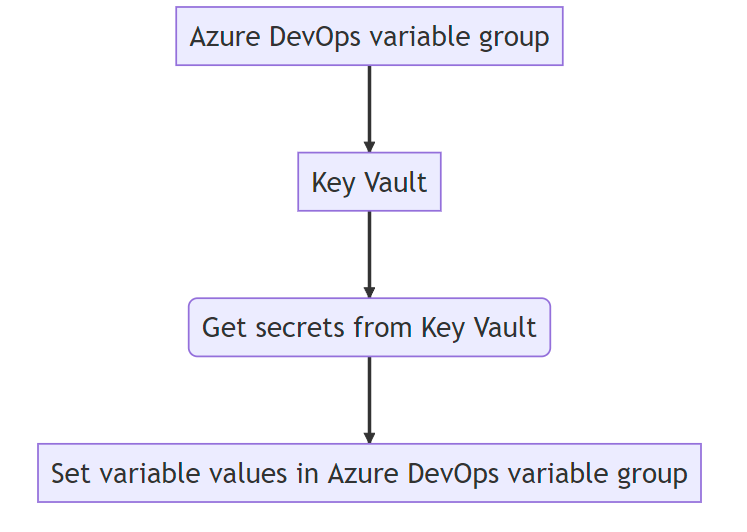 Azure DevOps variable group
Key Vault
Get secrets from Key Vault
Set variable values in Azure DevOps variable group